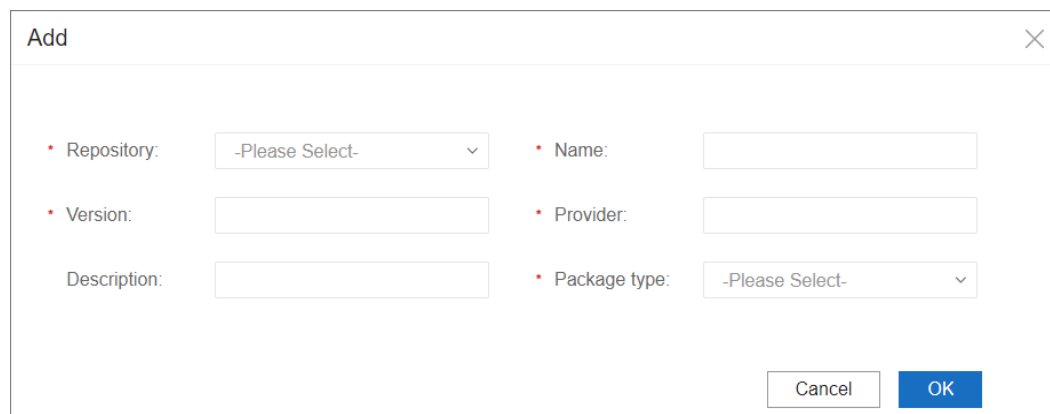 Add
* Repository: -Please Select- * Name:
* Version: * Provider:
Description: * Package type: -Please Select-
Cancel OK